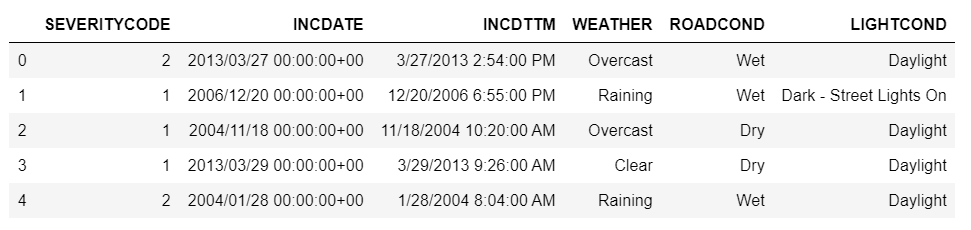 SEVERITYCODE INCDATE INCDTTM WEATHER ROADCOND LIGHTCOND
0 2 2013/03/27 00:00:00+00 3/27/2013 2:54:00 PM Overcast Wet Daylight
1 1 2006/12/20 00:00:00+00 12/20/2006 6:55:00 PM Raining Wet Dark - Street Lights On
2 1 2004/11/18 00:00:00+00 11/18/2004 10:20:00 AM Overcast Dry Daylight
3 1 2013/03/29 00:00:00+00 3/29/2013 9:26:00 AM Clear Dry Daylight
4 2 2004/01/28 00:00:00+00 1/28/2004 8:04:00 AM Raining Wet Daylight